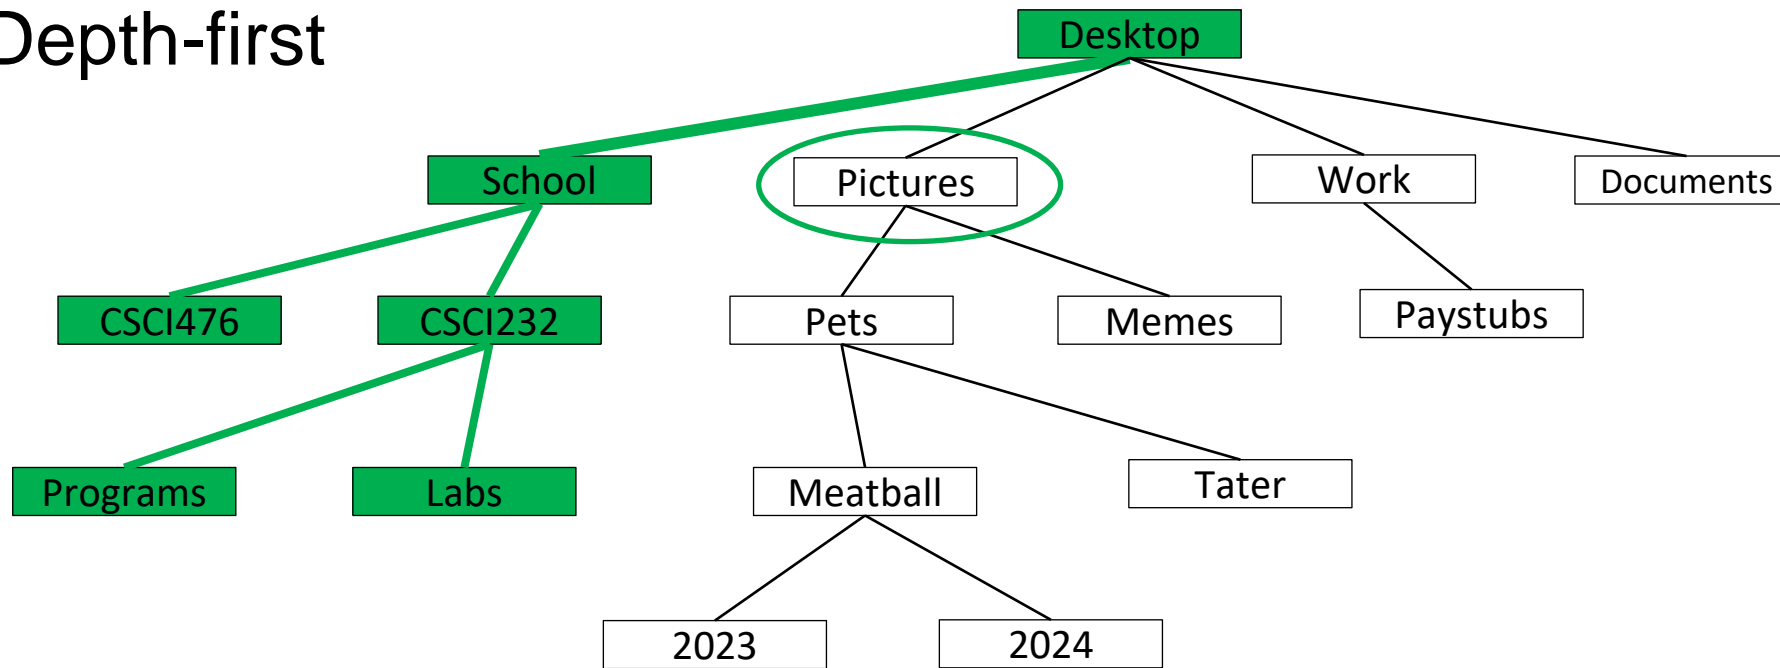 Depth-first
Desktop
School
Pictures
Work
Documents
CSCI476
CSCI232
Pets
Memes
Paystubs
Programs
Labs
Meatball
Tater
2023
2024